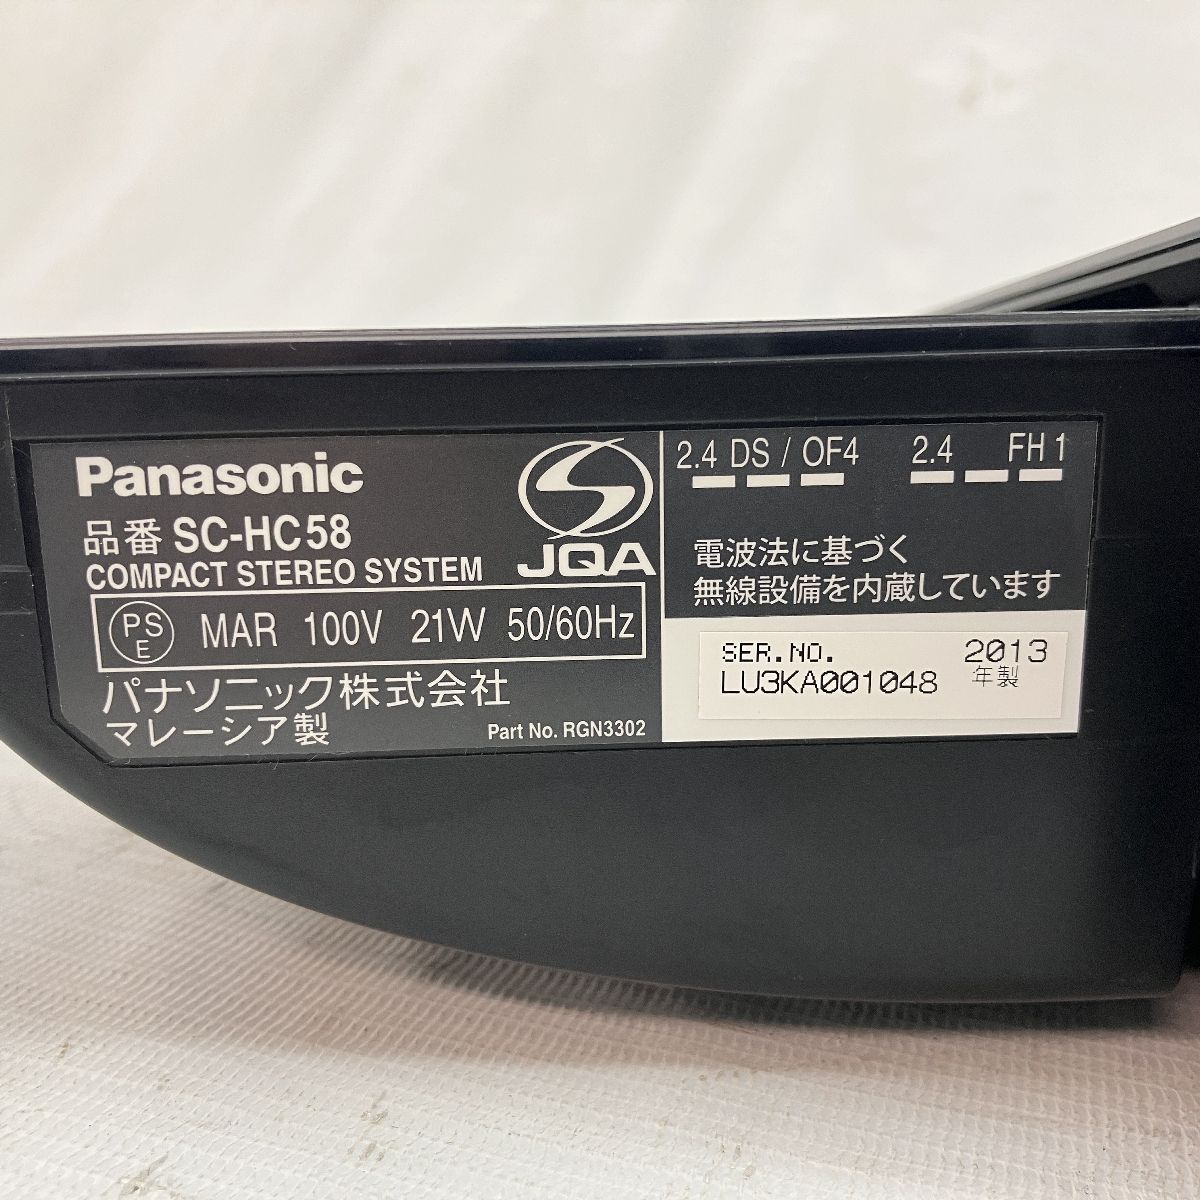 Panasonic
品番 SC-HC58
COMPACT STEREO SYSTEM
JQA
PS E MAR 100V 21W 50/60Hz
パナソニック株式会社
マレーシア製
Part No. RGN3302
2.4 DS / OF4 2.4 FH 1
電波法に基づく
無線設備を内蔵しています
SER.NO. 2013
LU3KA001048 年製